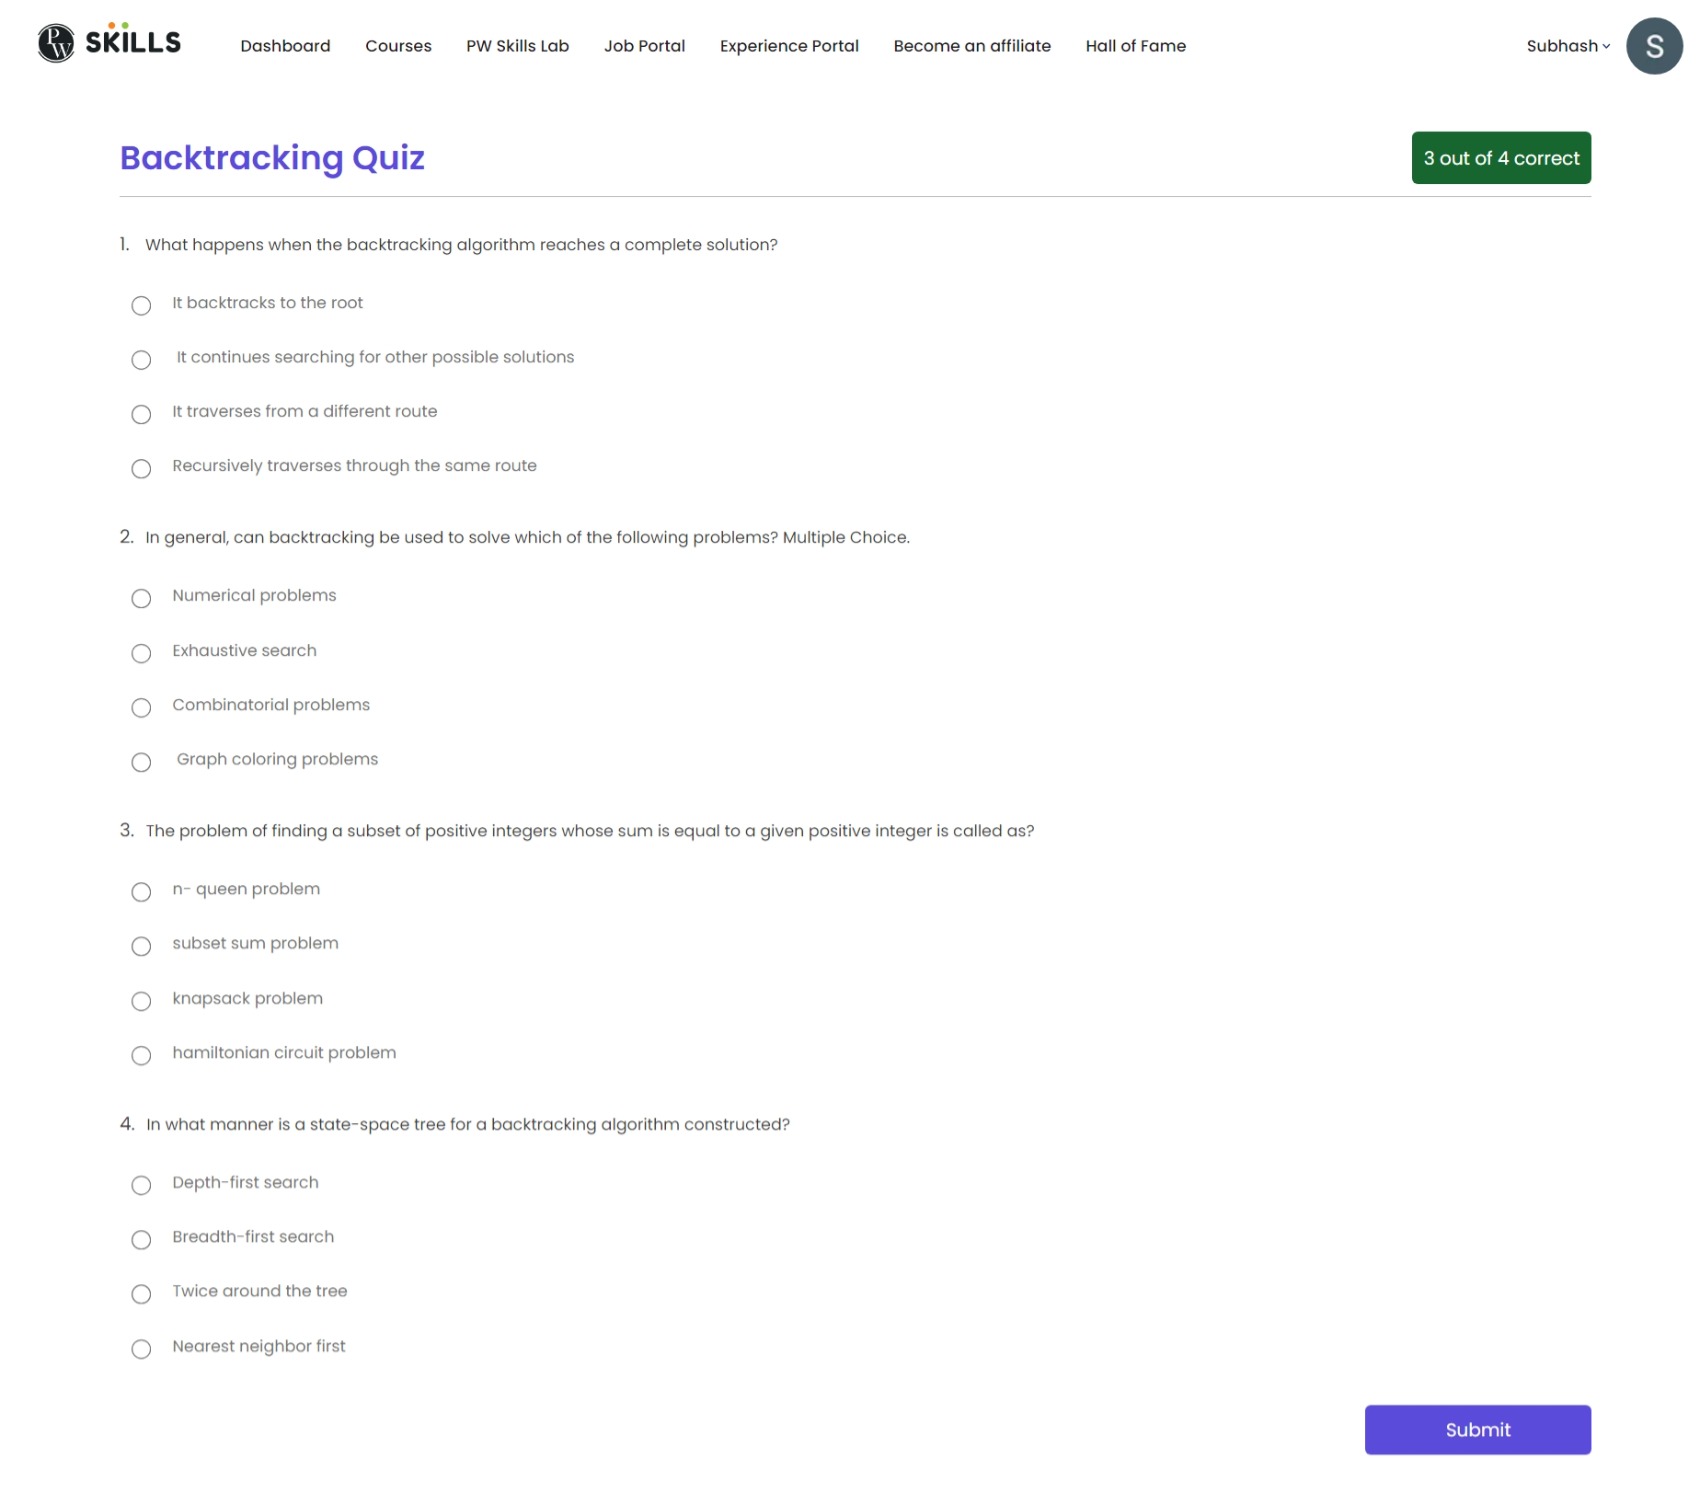 PW SKILLS
Dashboard
Courses
PW Skills Lab
Job Portal
Experience Portal
Become an affiliate
Hall of Fame
Subhash
S
Backtracking Quiz
3 out of 4 correct
1. What happens when the backtracking algorithm reaches a complete solution?
It backtracks to the root
It continues searching for other possible solutions
It traverses from a different route
Recursively traverses through the same route
2. In general, can backtracking be used to solve which of the following problems? Multiple Choice.
Numerical problems
Exhaustive search
Combinatorial problems
Graph coloring problems
3. The problem of finding a subset of positive integers whose sum is equal to a given positive integer is called as?
n- queen problem
subset sum problem
knapsack problem
hamiltonian circuit problem
4. In what manner is a state-space tree for a backtracking algorithm constructed?
Depth-first search
Breadth-first search
Twice around the tree
Nearest neighbor first
Submit